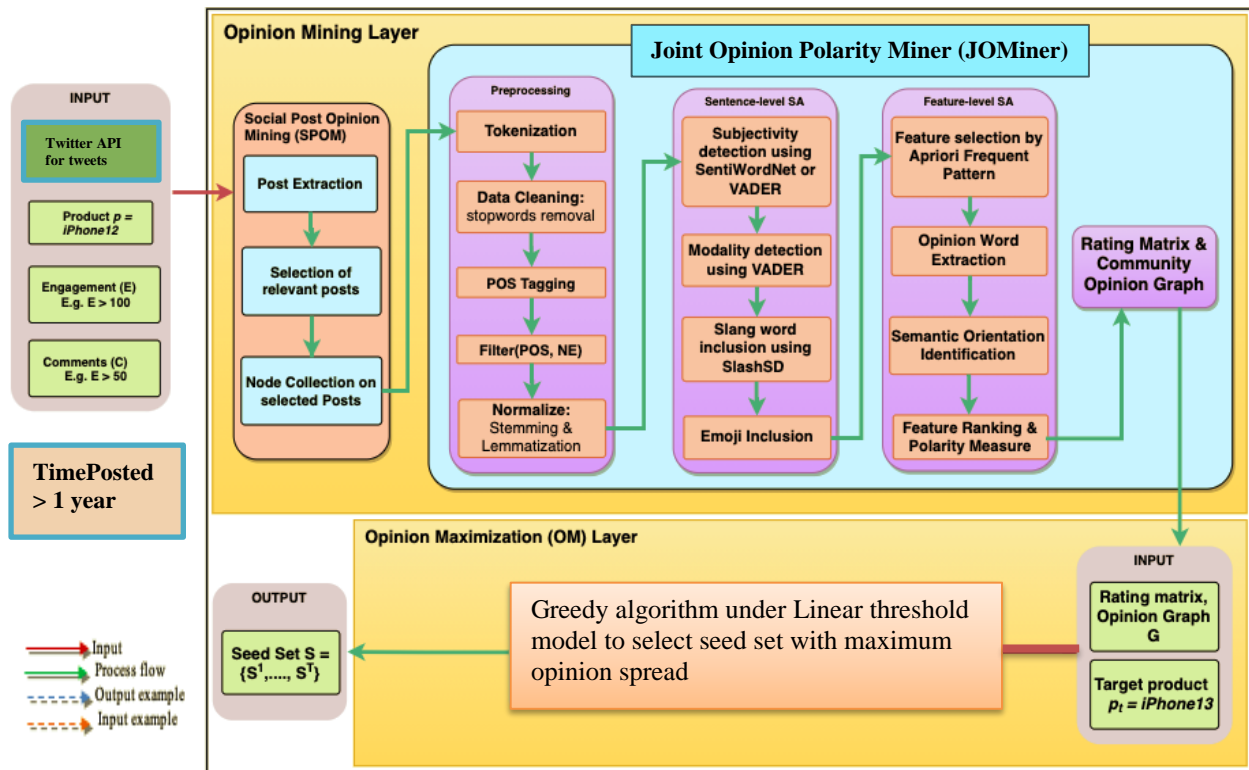 Opinion Mining Layer
Joint Opinion Polarity Miner (JOMiner)
INPUT
Twitter API
for tweets
Product p =
iPhone12
Engagement (E)
E.g. E > 100
Comments (C)
E.g. E > 50
TimePosted
> 1 year
Social Post Opinion
Mining (SPOM)
Post Extraction
Selection of
relevant posts
Node Collection on
selected Posts
Preprocessing
Tokenization
Data Cleaning:
stopwords removal
POS Tagging
Filter(POS, NE)
Normalize:
Stemming &
Lemmatization
Sentence-level SA
Subjectivity
detection using
SentiWordNet or
VADER
Modality detection
using VADER
Slang word
inclusion using
SlashSD
Emoji Inclusion
Feature-level SA
Feature selection by
Apriori Frequent
Pattern
Opinion Word
Extraction
Semantic Orientation
Identification
Feature Ranking &
Polarity Measure
Rating Matrix &
Community
Opinion Graph
Opinion Maximization (OM) Layer
INPUT
Rating matrix,
Opinion Graph
G
Target product
pₜ = iPhone13
Greedy algorithm under Linear threshold
model to select seed set with maximum
opinion spread
OUTPUT
Seed Set S =
{S¹,...., Sᵀ}
Input
Process flow
Output example
Input example